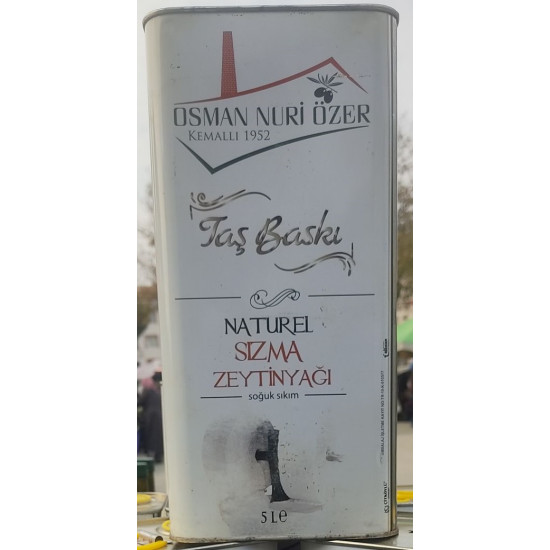 OSMAN NURİ ÖZER
KEMALLI 1952
Taş Baskı
NATUREL
SIZMA
ZEYTİNYAĞI
soğuk sıkım
5 L℮